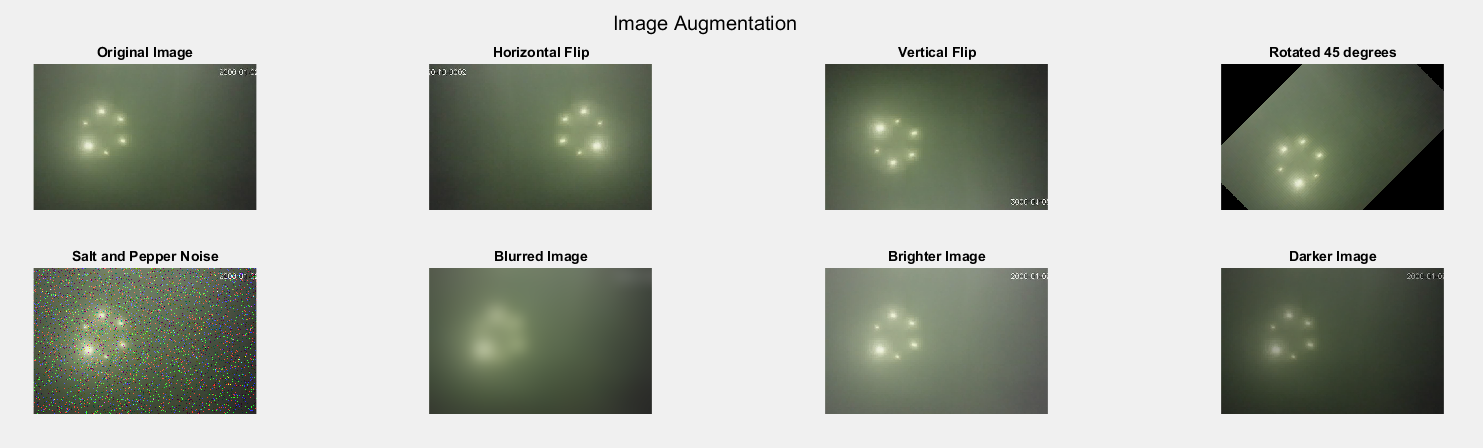 Image Augmentation
Original Image
Horizontal Flip
Vertical Flip
Rotated 45 degrees
Salt and Pepper Noise
Blurred Image
Brighter Image
Darker Image